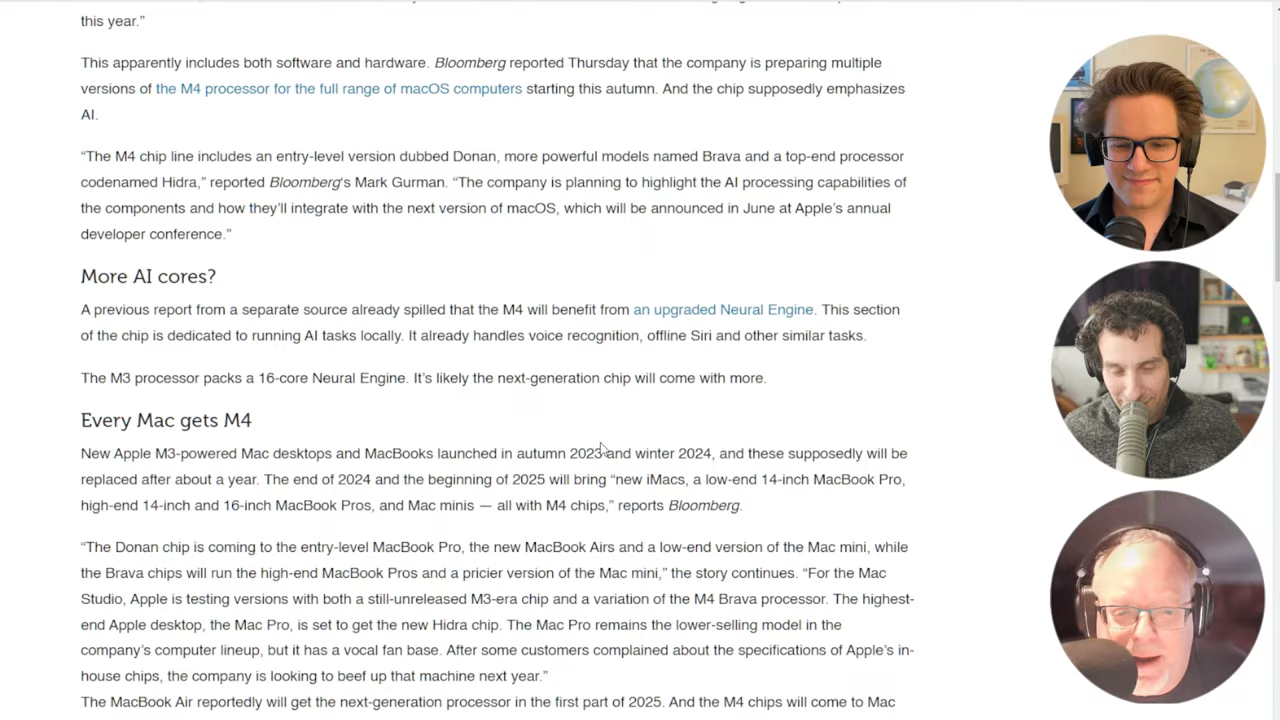 this year.”
This apparently includes both software and hardware. Bloomberg reported Thursday that the company is preparing multiple
versions of the M4 processor for the full range of macOS computers starting this autumn. And the chip supposedly emphasizes
AI.
“The M4 chip line includes an entry-level version dubbed Donan, more powerful models named Brava and a top-end processor
codenamed Hidra,” reported Bloomberg‘s Mark Gurman. “The company is planning to highlight the AI processing capabilities of
the components and how they’ll integrate with the next version of macOS, which will be announced in June at Apple’s annual
developer conference.”
More AI cores?
A previous report from a separate source already spilled that the M4 will benefit from an upgraded Neural Engine. This section
of the chip is dedicated to running AI tasks locally. It already handles voice recognition, offline Siri and other similar tasks.
The M3 processor packs a 16-core Neural Engine. It’s likely the next-generation chip will come with more.
Every Mac gets M4
New Apple M3-powered Mac desktops and MacBooks launched in autumn 2023 and winter 2024, and these supposedly will be
replaced after about a year. The end of 2024 and the beginning of 2025 will bring “new iMacs, a low-end 14-inch MacBook Pro,
high-end 14-inch and 16-inch MacBook Pros, and Mac minis — all with M4 chips,” reports Bloomberg.
“The Donan chip is coming to the entry-level MacBook Pro, the new MacBook Airs and a low-end version of the Mac mini, while
the Brava chips will run the high-end MacBook Pros and a pricier version of the Mac mini,” the story continues. “For the Mac
Studio, Apple is testing versions with both a still-unreleased M3-era chip and a variation of the M4 Brava processor. The highest-
end Apple desktop, the Mac Pro, is set to get the new Hidra chip. The Mac Pro remains the lower-selling model in the
company’s computer lineup, but it has a vocal fan base. After some customers complained about the specifications of Apple’s in-
house chips, the company is looking to beef up that machine next year.”
The MacBook Air reportedly will get the next-generation processor in the first part of 2025. And the M4 chips will come to Mac